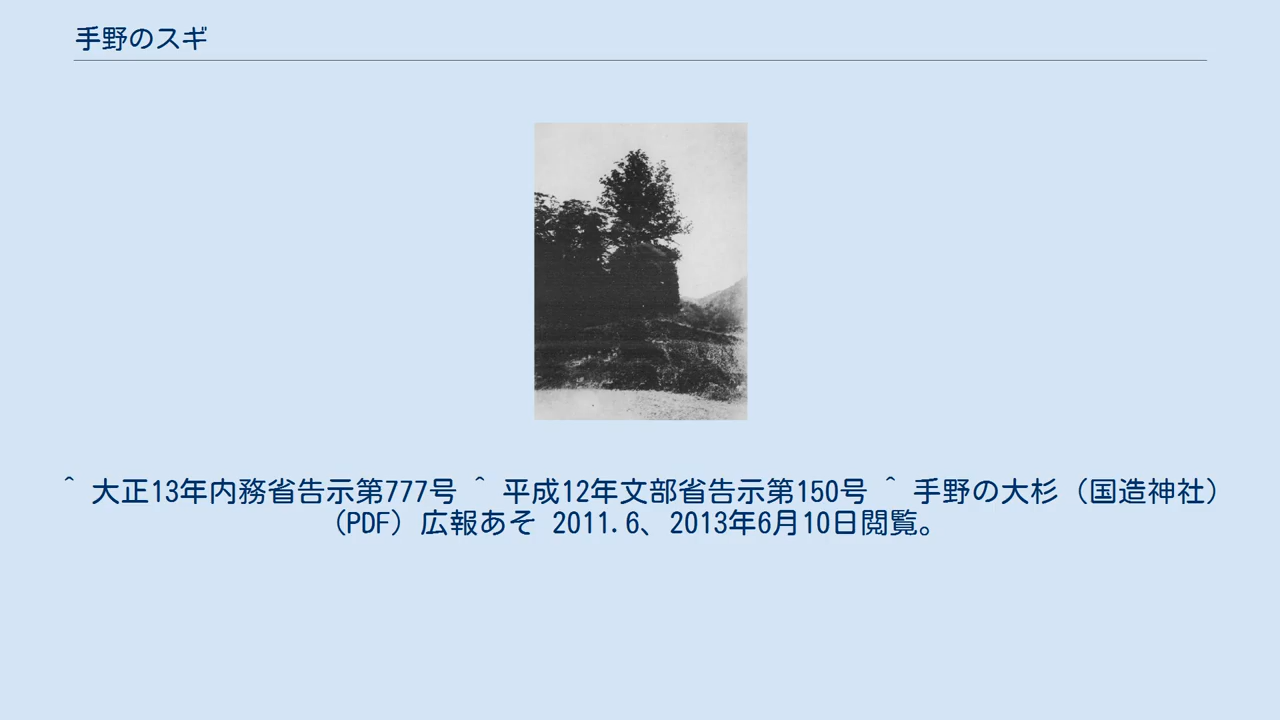 手野のスギ
^ 大正13年内務省告示第777号 ^ 平成12年文部省告示第150号 ^ 手野の大杉（国造神社）
（PDF）広報あそ 2011.6、2013年6月10日閲覧。